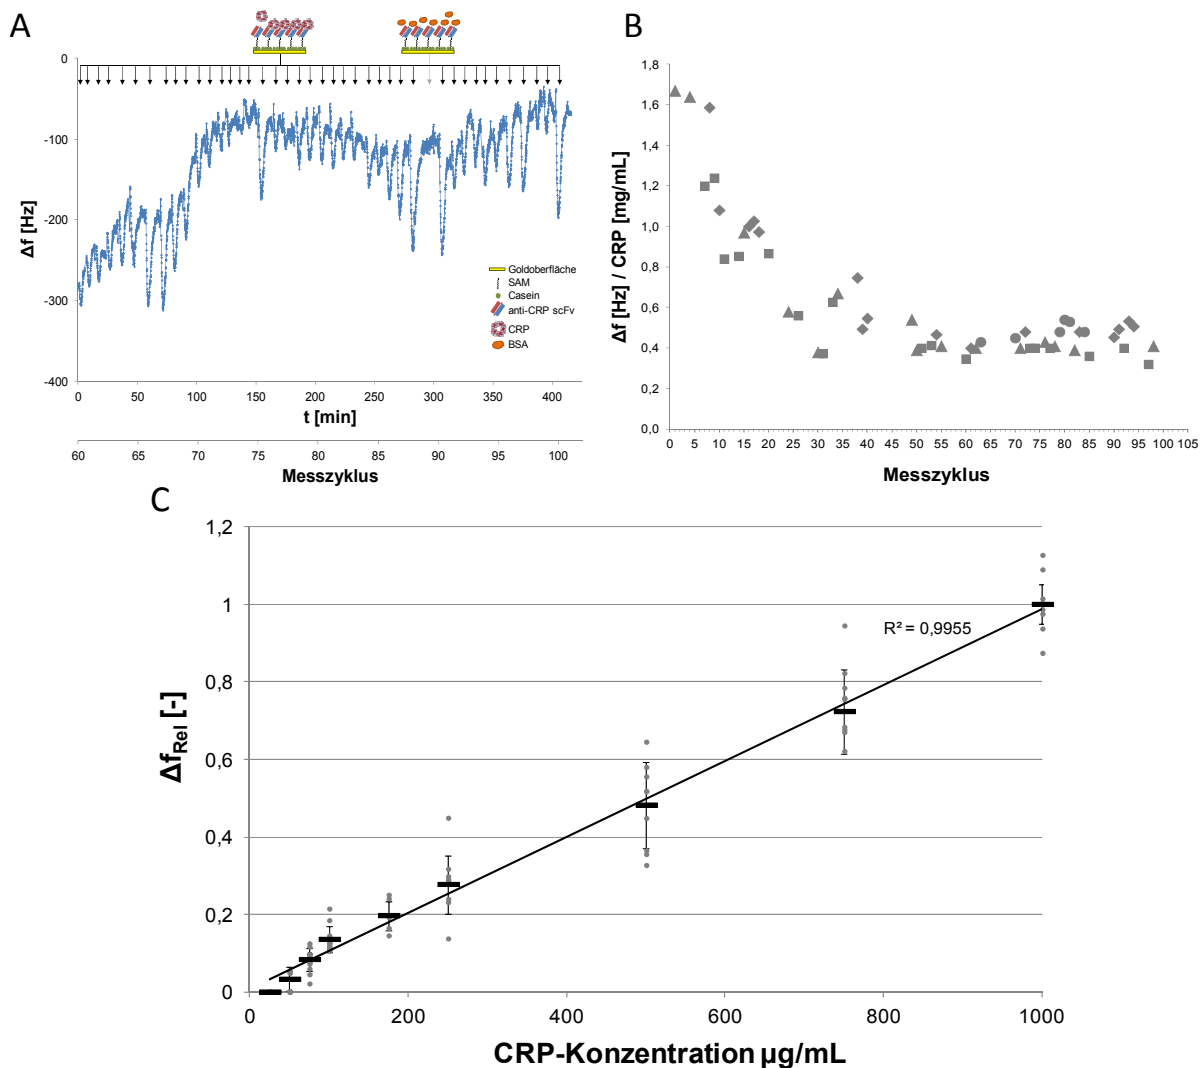 A
0
-100
-200
-300
-400
Δf [Hz]
0 50 100 150 200 250 300 350 400
t [min]
60 65 70 75 80 85 90 95 100
Messzyklus
Goldoberfläche
SAM
Casein
anti-CRP scFv
CRP
BSA
B
1,8
1,6
1,4
1,2
1,0
0,8
0,6
0,4
0,2
0,0
Δf [Hz] / CRP [mg/mL]
0 5 10 15 20 25 30 35 40 45 50 55 60 65 70 75 80 85 90 95 100 105
Messzyklus
C
1,2
1
0,8
0,6
0,4
0,2
0
Δf_Rel [-]
R² = 0,9955
0 200 400 600 800 1000
CRP-Konzentration µg/mL